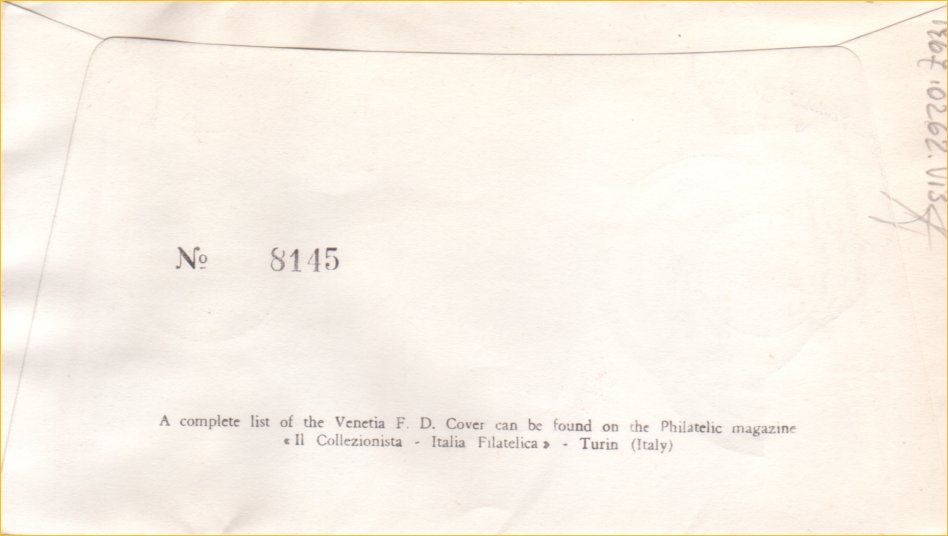 Nº 8145
A complete list of the Venetia F. D. Cover can be found on the Philatelic magazine
« Il Collezionista - Italia Filatelica » - Turin (Italy)